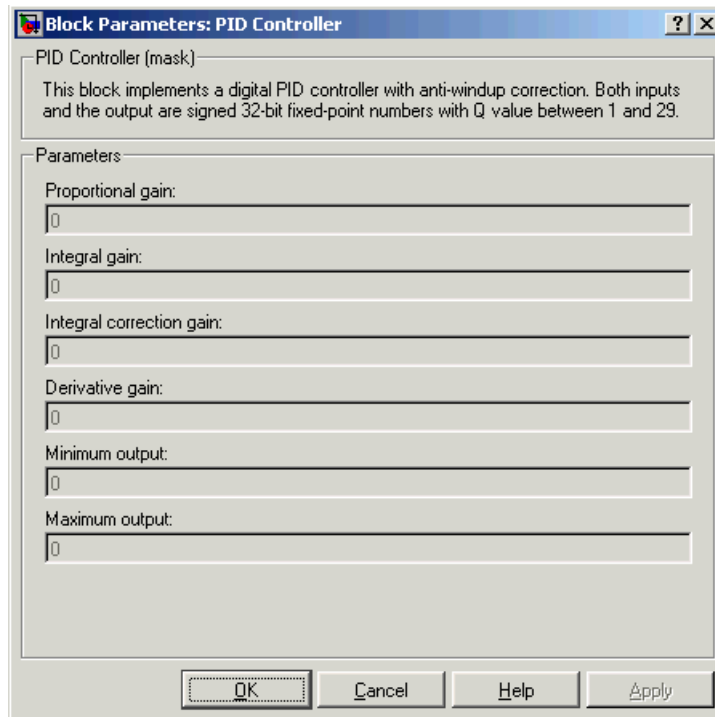 Block Parameters: PID Controller
PID Controller (mask)
This block implements a digital PID controller with anti-windup correction. Both inputs
and the output are signed 32-bit fixed-point numbers with Q value between 1 and 29.
Parameters
Proportional gain:
0
Integral gain:
0
Integral correction gain:
0
Derivative gain:
0
Minimum output:
0
Maximum output:
0
OK Cancel Help Apply